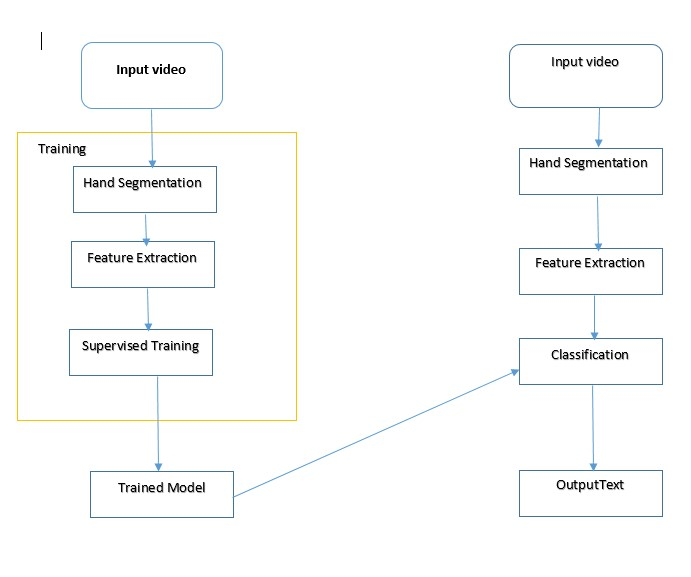 Input video
Training
Hand Segmentation
Feature Extraction
Supervised Training
Trained Model
Input video
Hand Segmentation
Feature Extraction
Classification
OutputText